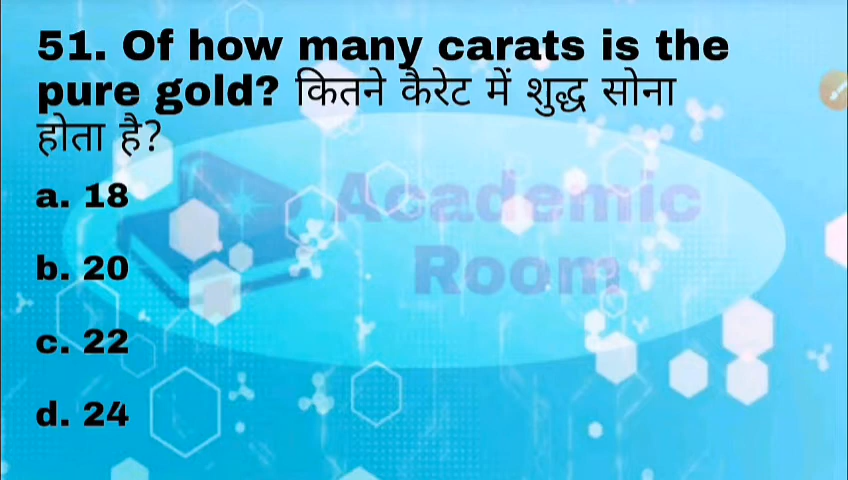 51. Of how many carats is the
pure gold? कितने कैरेट में शुद्ध सोना
होता है?
a. 18
b. 20
c. 22
d. 24
Academic
Room